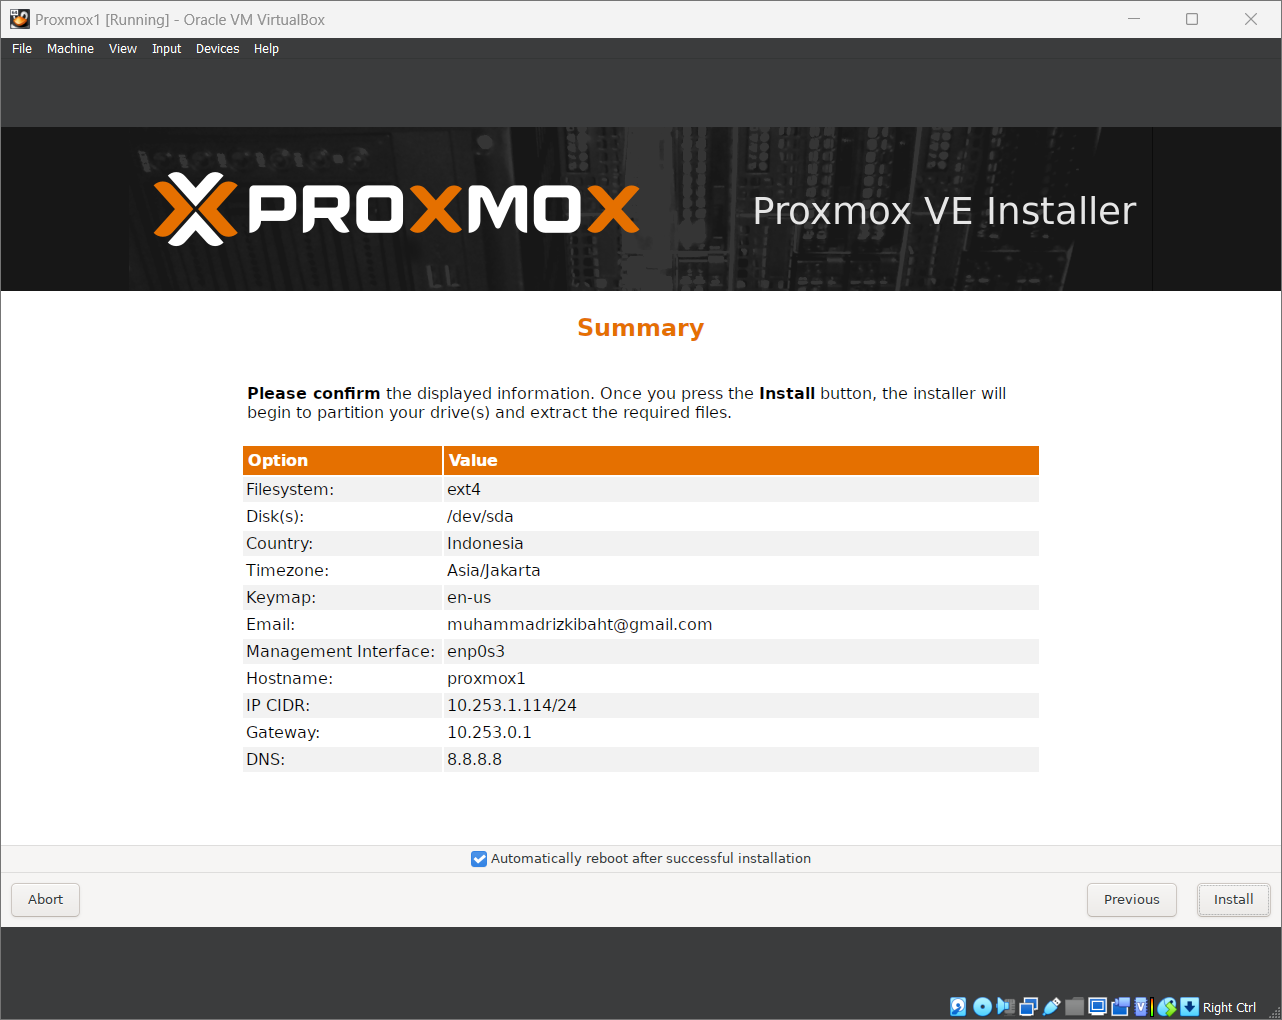 Proxmox1 [Running] - Oracle VM VirtualBox
File Machine View Input Devices Help
PROXMOX
Proxmox VE Installer
Summary
Please confirm the displayed information. Once you press the Install button, the installer will
begin to partition your drive(s) and extract the required files.
Option Value
Filesystem: ext4
Disk(s): /dev/sda
Country: Indonesia
Timezone: Asia/Jakarta
Keymap: en-us
Email: muhammadrizkibaht@gmail.com
Management Interface: enp0s3
Hostname: proxmox1
IP CIDR: 10.253.1.114/24
Gateway: 10.253.0.1
DNS: 8.8.8.8
Automatically reboot after successful installation
Abort Previous Install
Right Ctrl